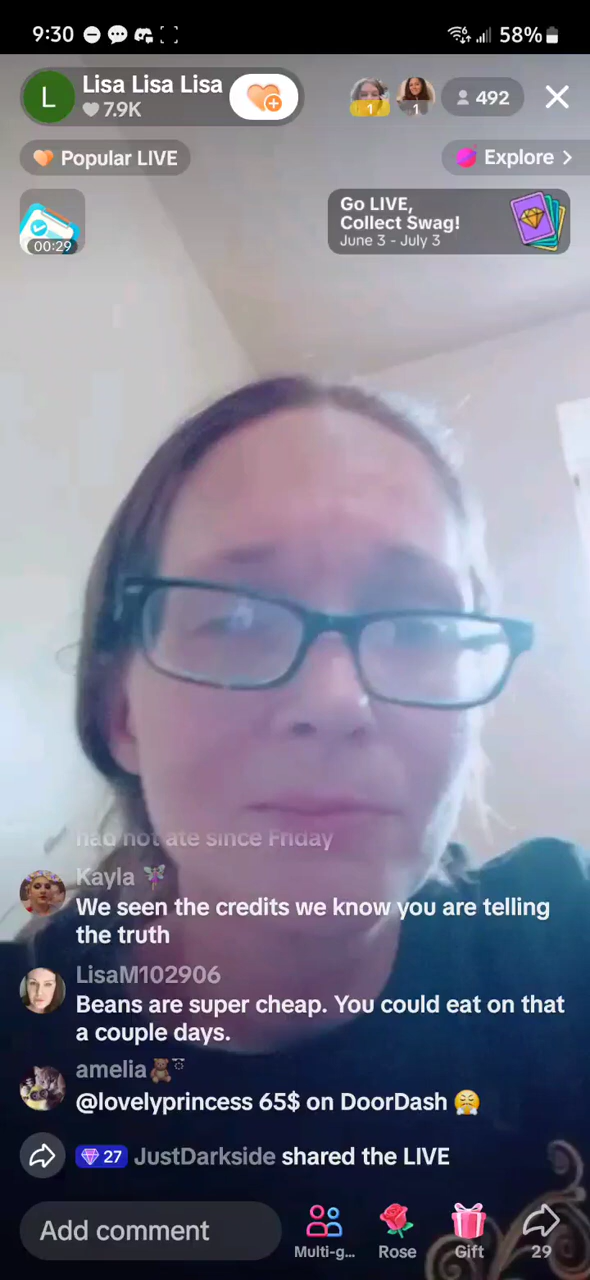 9:30
58%
L
Lisa Lisa Lisa
7.9K
1
1
492
Popular LIVE
Explore >
00:29
Go LIVE,
Collect Swag!
June 3 - July 3
had not ate since Friday
Kayla 🧚
We seen the credits we know you are telling
the truth
LisaM102906
Beans are super cheap. You could eat on that
a couple days.
amelia🧸
@lovelyprincess 65$ on DoorDash 😤
27 JustDarkside shared the LIVE
Add comment
Multi-g...
Rose
Gift
29